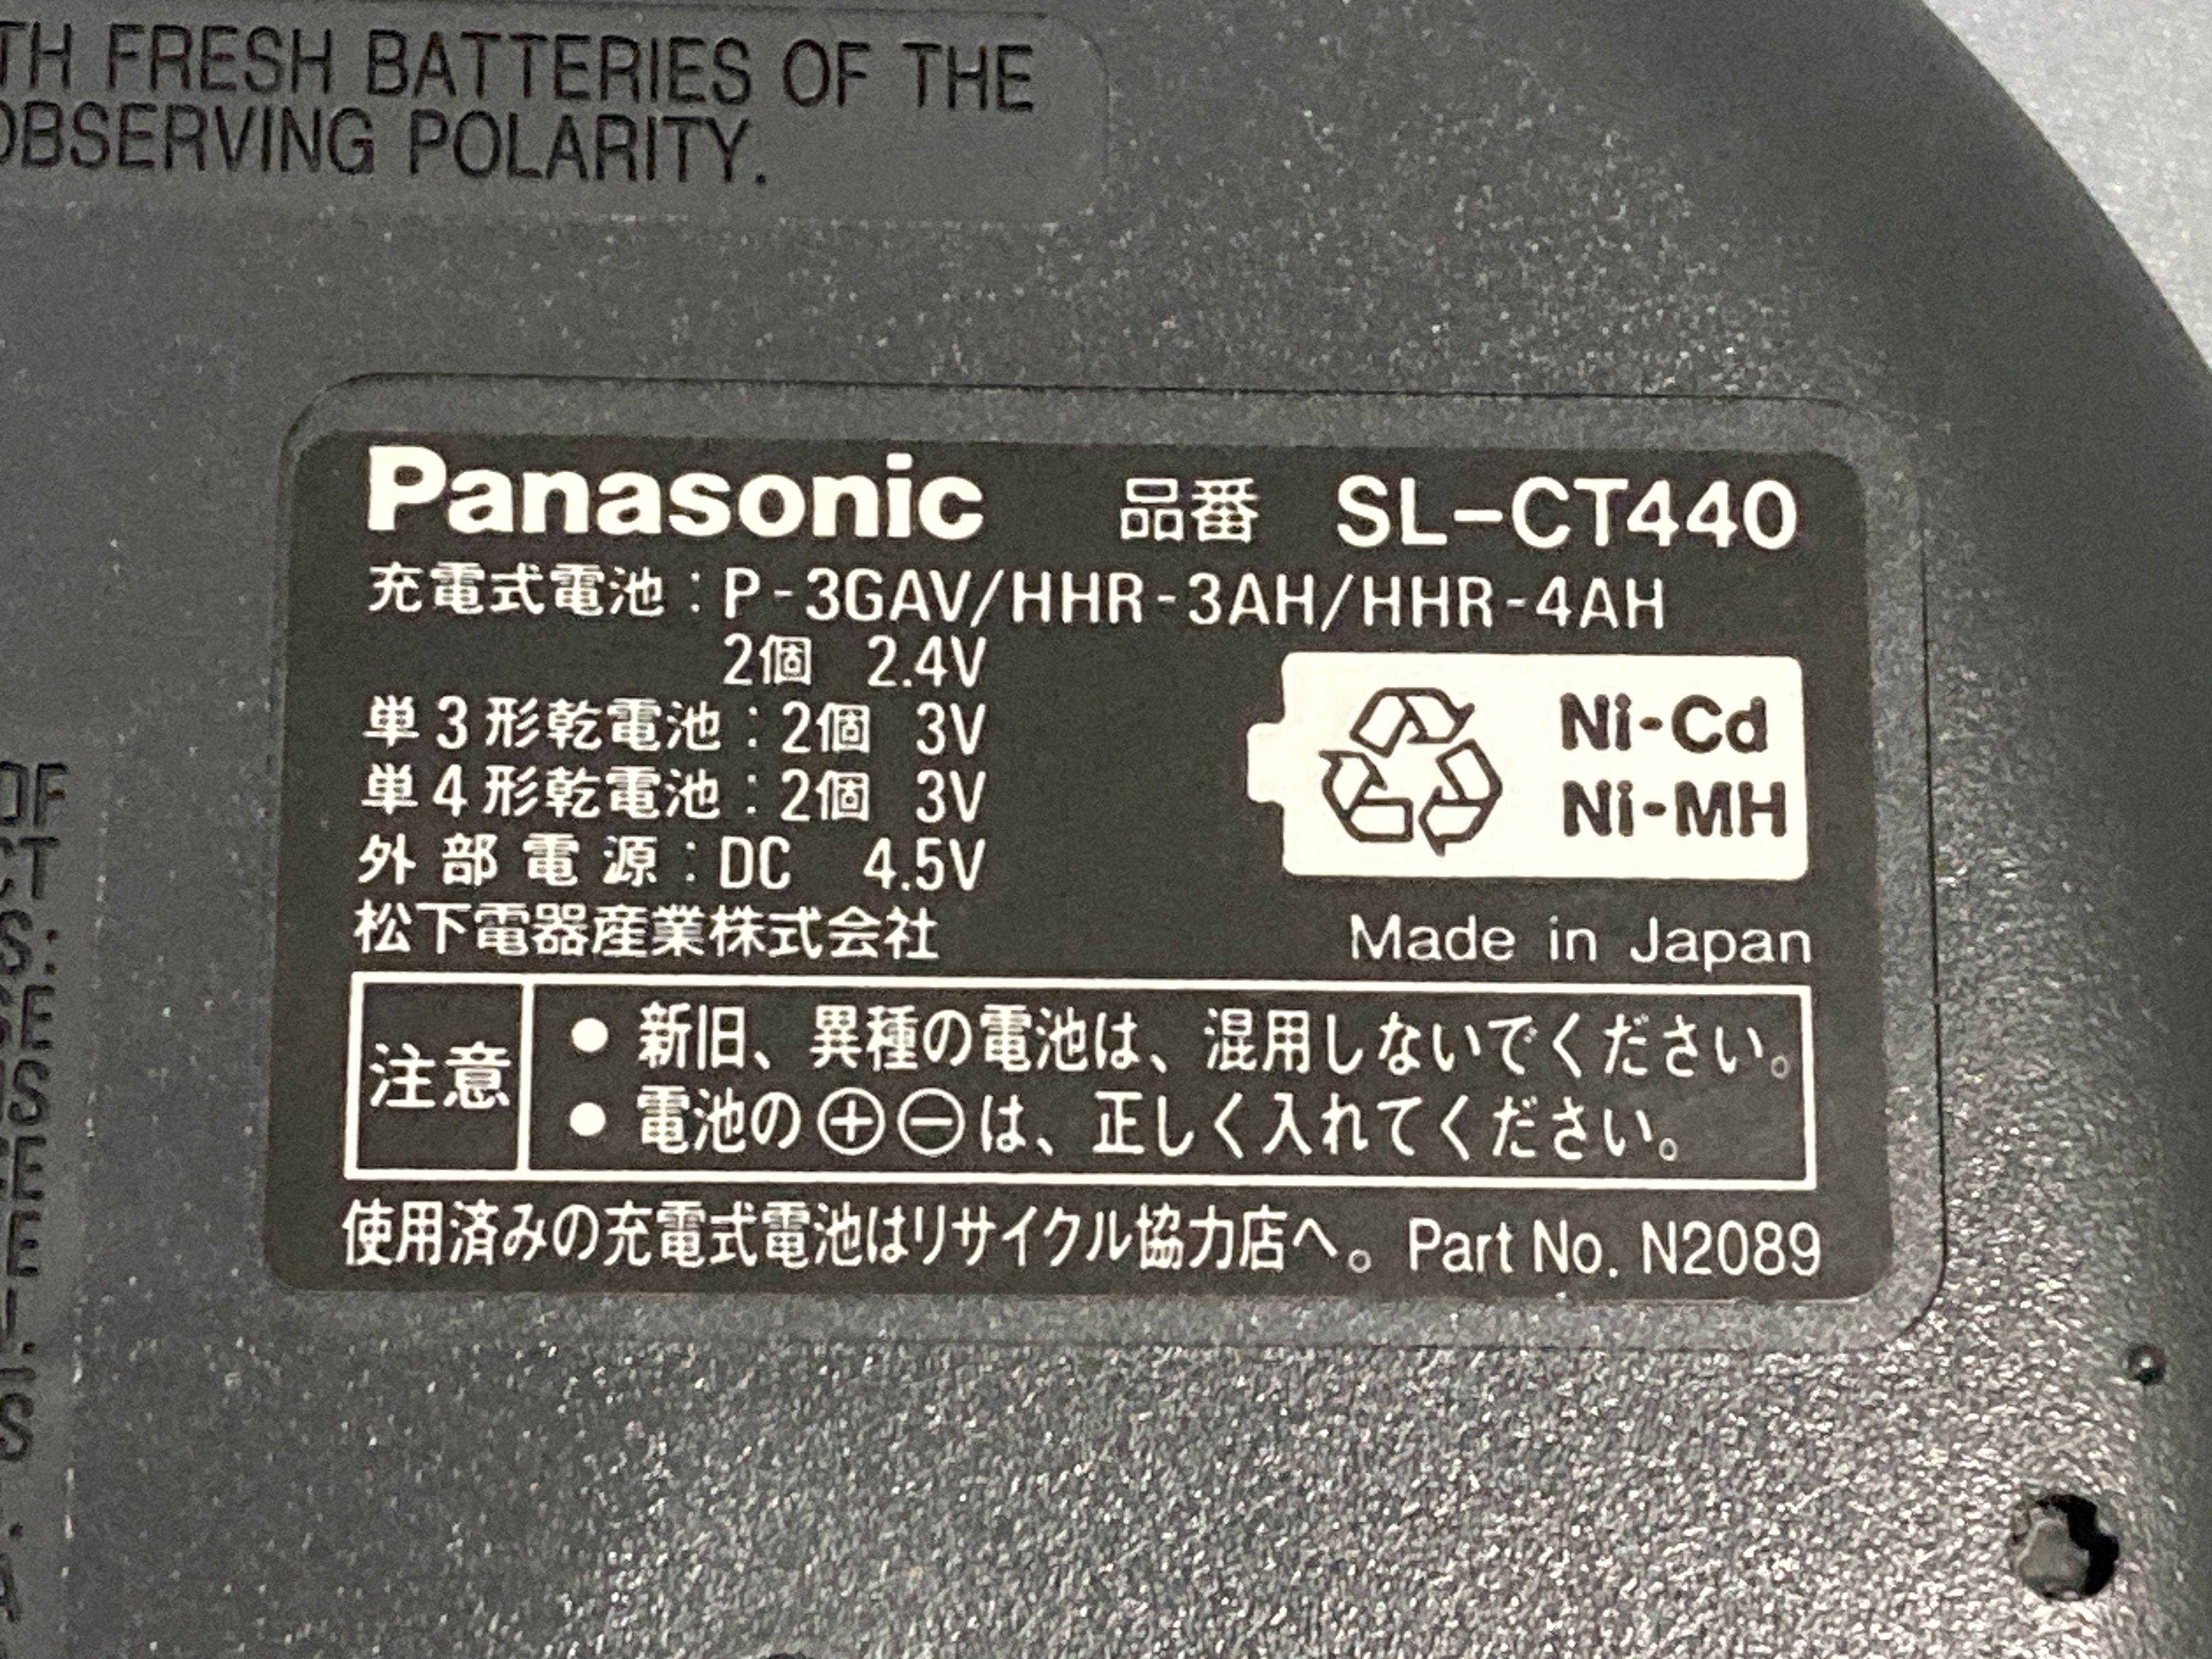 FRESH BATTERIES OF THE
OBSERVING POLARITY.
OF
Panasonic 品番 SL-CT440
充電式電池：P-3GAV/HHR-3AH/HHR-4AH
2個 2.4V
単3形乾電池：2個 3V
単4形乾電池：2個 3V
外部電源：DC 4.5V
松下電器産業株式会社
Ni-Cd
Ni-MH
Made in Japan
注意
● 新旧、異種の電池は、混用しないでください。
● 電池の⊕⊖は、正しく入れてください。
使用済みの充電式電池はリサイクル協力店へ。Part No. N2089